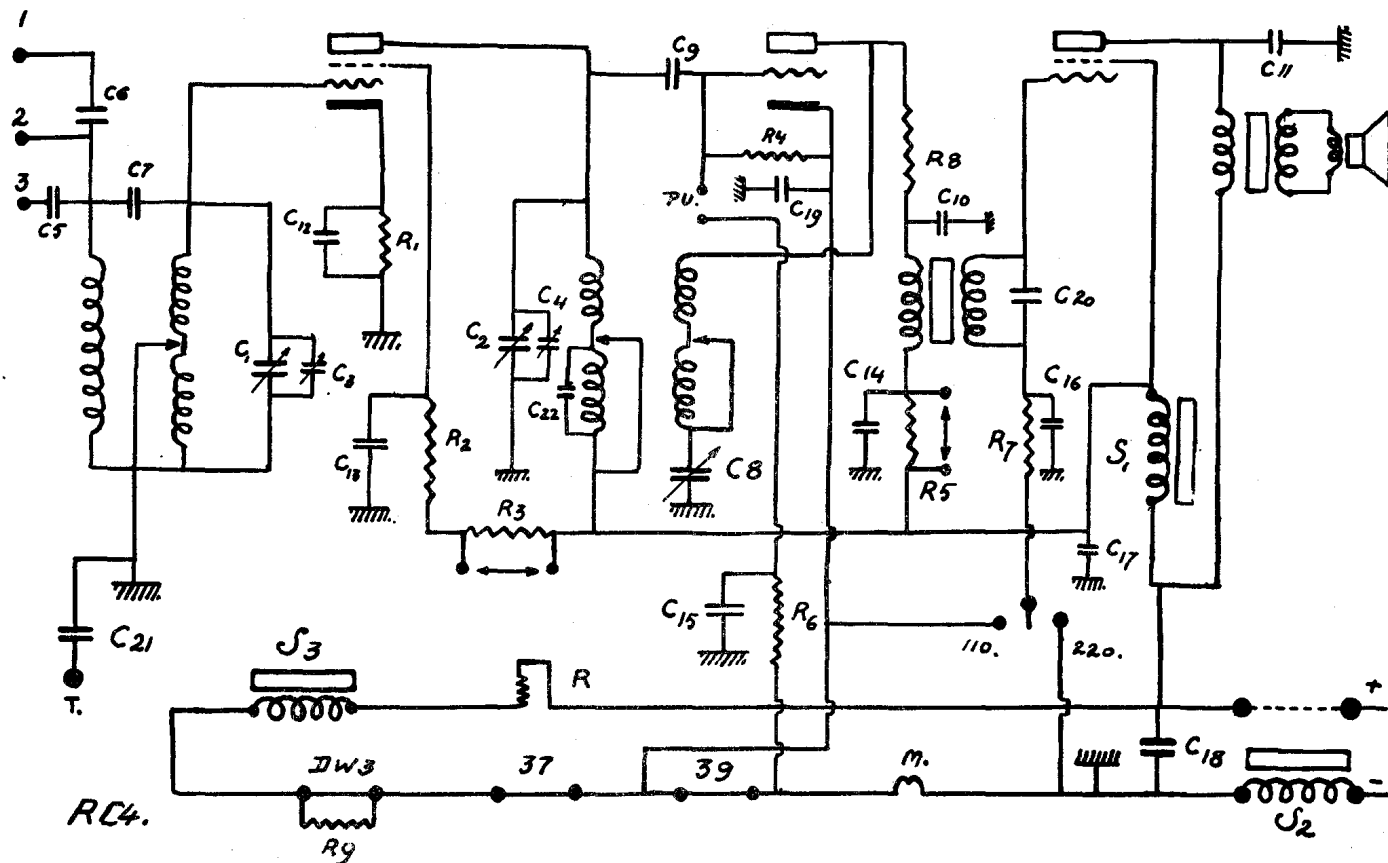 1
C6
2
3
C5
C7
C1
C3
C12
R1
C13
R2
C2
C4
C22
R3
C9
R4
C19
PU.
C8
C15
R6
R8
C10
C14
R5
C20
C16
R7
S1
C17
C11
110.
220.
C21
T.
S3
R
+
C18
DW3
37
39
M.
-
S2
R9
RC4.